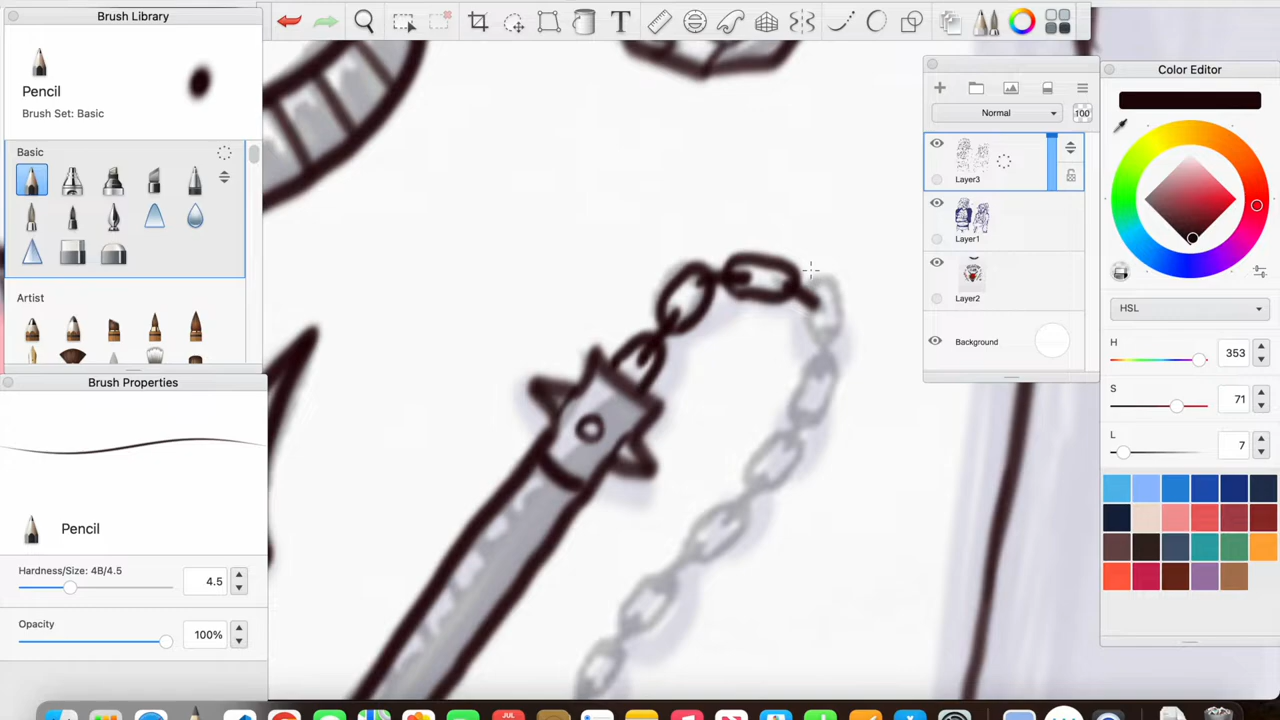 Brush Library
T
Pencil
Brush Set: Basic
Basic
Artist
Brush Properties
Pencil
Hardness/Size: 4B/4.5
4.5
Opacity
100%
Normal
100
Layer3
Layer1
Layer2
Background
Color Editor
HSL
H
353
S
71
L
7
JUL